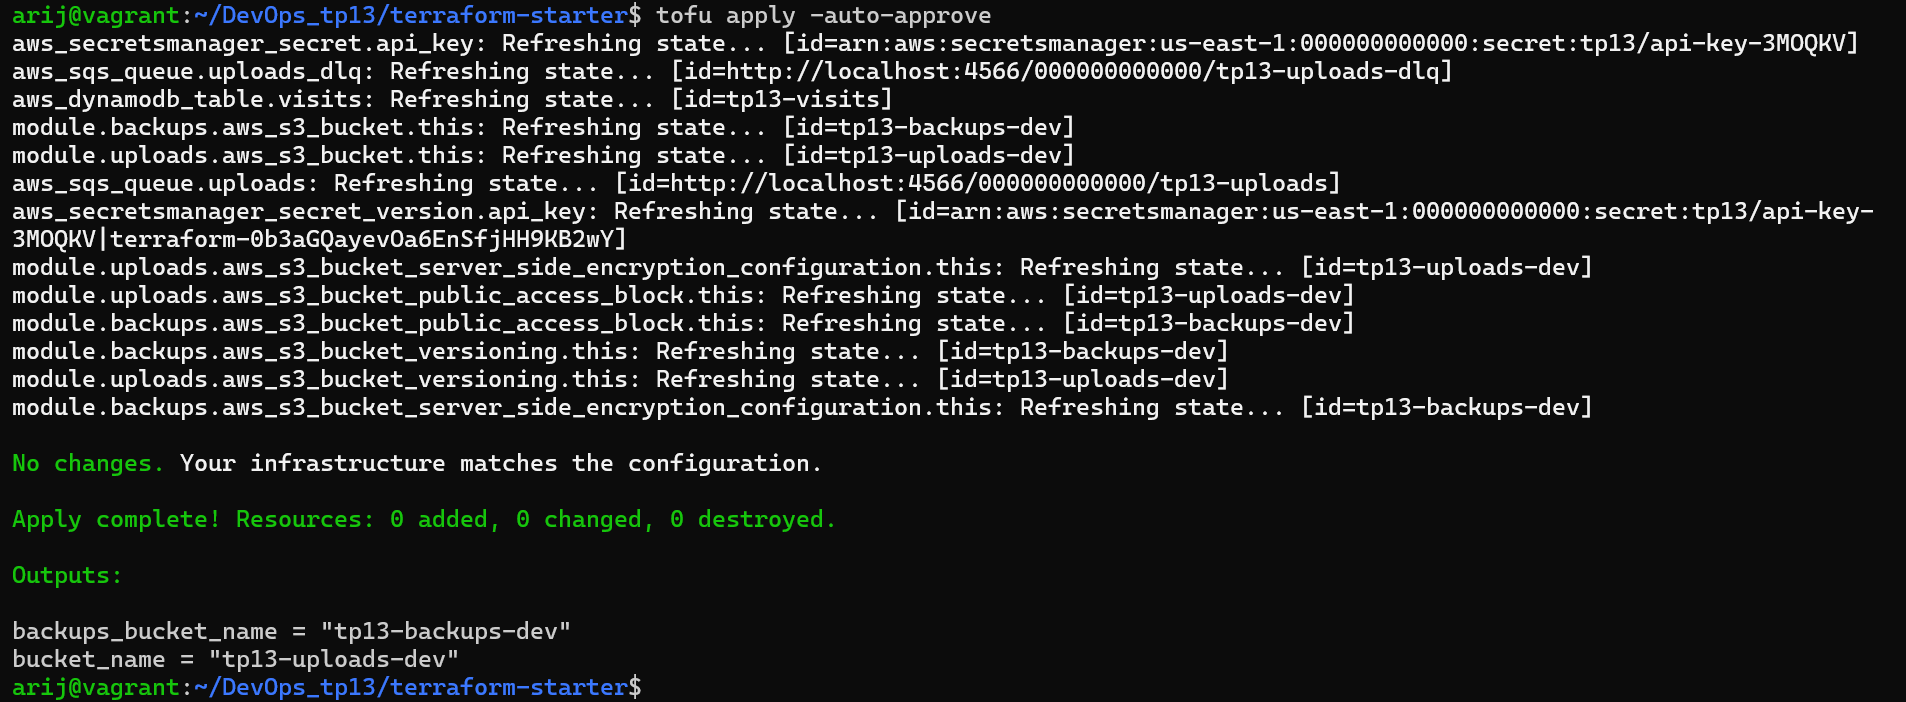 arij@vagrant:~/DevOps_tp13/terraform-starter$ tofu apply -auto-approve
aws_secretsmanager_secret.api_key: Refreshing state... [id=arn:aws:secretsmanager:us-east-1:000000000000:secret:tp13/api-key-3MOQKV]
aws_sqs_queue.uploads_dlq: Refreshing state... [id=http://localhost:4566/000000000000/tp13-uploads-dlq]
aws_dynamodb_table.visits: Refreshing state... [id=tp13-visits]
module.backups.aws_s3_bucket.this: Refreshing state... [id=tp13-backups-dev]
module.uploads.aws_s3_bucket.this: Refreshing state... [id=tp13-uploads-dev]
aws_sqs_queue.uploads: Refreshing state... [id=http://localhost:4566/000000000000/tp13-uploads]
aws_secretsmanager_secret_version.api_key: Refreshing state... [id=arn:aws:secretsmanager:us-east-1:000000000000:secret:tp13/api-key-
3MOQKV|terraform-0b3aGQayevOa6EnSfjHH9KB2wY]
module.uploads.aws_s3_bucket_server_side_encryption_configuration.this: Refreshing state... [id=tp13-uploads-dev]
module.uploads.aws_s3_bucket_public_access_block.this: Refreshing state... [id=tp13-uploads-dev]
module.backups.aws_s3_bucket_public_access_block.this: Refreshing state... [id=tp13-backups-dev]
module.backups.aws_s3_bucket_versioning.this: Refreshing state... [id=tp13-backups-dev]
module.uploads.aws_s3_bucket_versioning.this: Refreshing state... [id=tp13-uploads-dev]
module.backups.aws_s3_bucket_server_side_encryption_configuration.this: Refreshing state... [id=tp13-backups-dev]
No changes. Your infrastructure matches the configuration.
Apply complete! Resources: 0 added, 0 changed, 0 destroyed.
Outputs:
backups_bucket_name = "tp13-backups-dev"
bucket_name = "tp13-uploads-dev"
arij@vagrant:~/DevOps_tp13/terraform-starter$